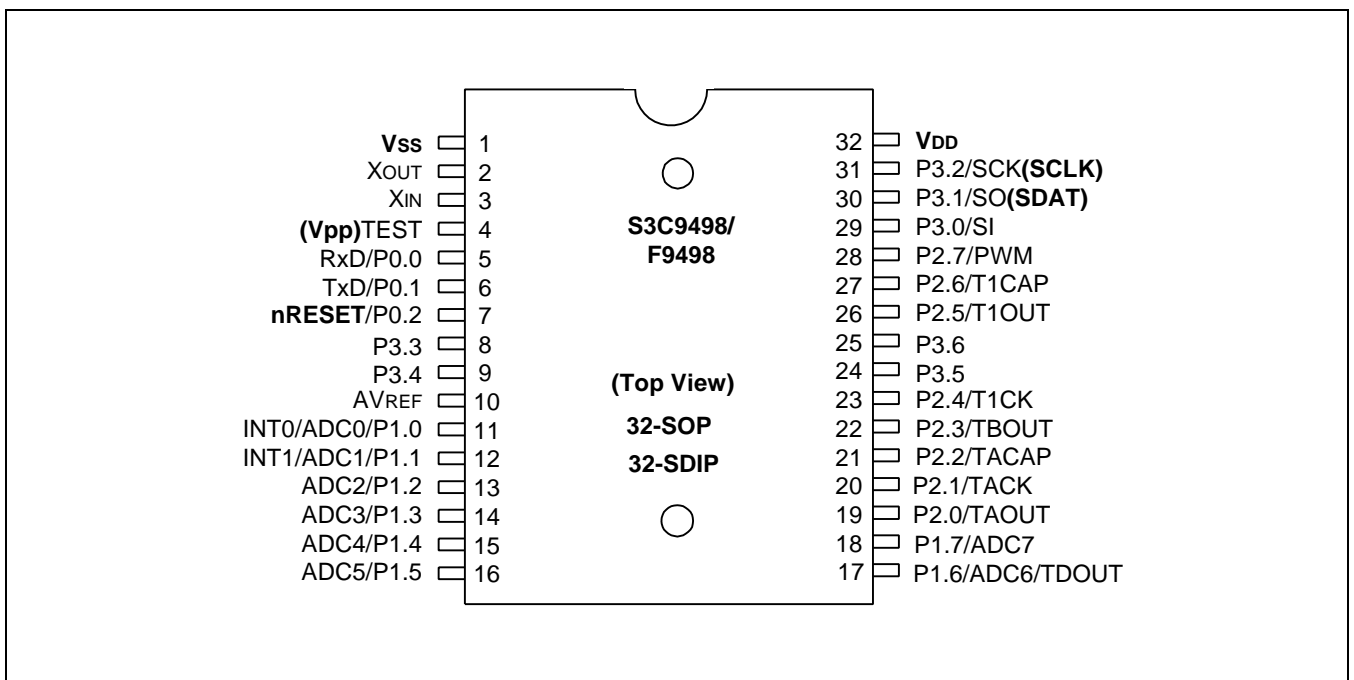 Vss 1
XOUT 2
XIN 3
(Vpp)TEST 4
RxD/P0.0 5
TxD/P0.1 6
nRESET/P0.2 7
P3.3 8
P3.4 9
AVREF 10
INT0/ADC0/P1.0 11
INT1/ADC1/P1.1 12
ADC2/P1.2 13
ADC3/P1.3 14
ADC4/P1.4 15
ADC5/P1.5 16
S3C9498/
F9498
(Top View)
32-SOP
32-SDIP
32 VDD
31 P3.2/SCK(SCLK)
30 P3.1/SO(SDAT)
29 P3.0/SI
28 P2.7/PWM
27 P2.6/T1CAP
26 P2.5/T1OUT
25 P3.6
24 P3.5
23 P2.4/T1CK
22 P2.3/TBOUT
21 P2.2/TACAP
20 P2.1/TACK
19 P2.0/TAOUT
18 P1.7/ADC7
17 P1.6/ADC6/TDOUT